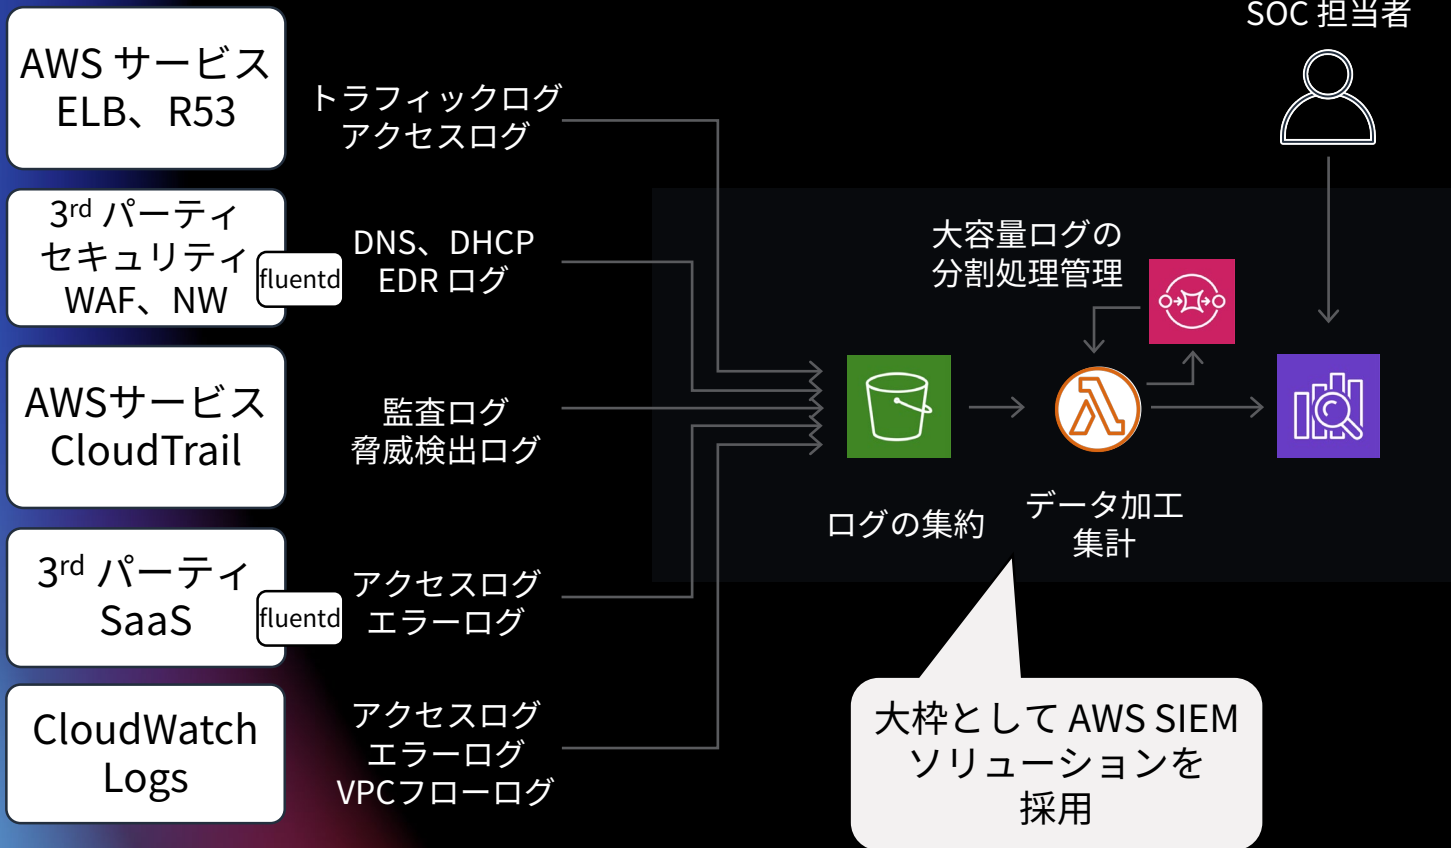 AWS サービス
ELB、R53
トラフィックログ
アクセスログ
3rd パーティ
セキュリティ
WAF、NW
fluentd
DNS、DHCP
EDR ログ
AWSサービス
CloudTrail
監査ログ
脅威検出ログ
3rd パーティ
SaaS
fluentd
アクセスログ
エラーログ
CloudWatch
Logs
アクセスログ
エラーログ
VPCフローログ
SOC 担当者
大容量ログの
分割処理管理
ログの集約
データ加工
集計
大枠として AWS SIEM
ソリューションを
採用